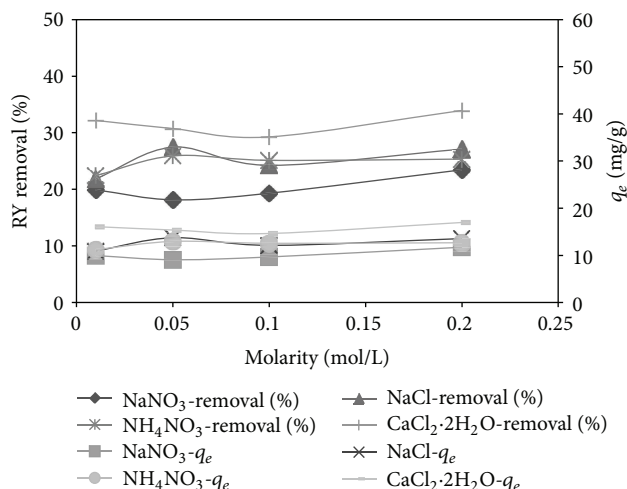 50
60
40
50
30
40
20
30
10
20
0
10
0
RY removal (%)
qₑ (mg/g)
0 0.05 0.1 0.15 0.2 0.25
Molarity (mol/L)
NaNO₃-removal (%) NaCl-removal (%)
NH₄NO₃-removal (%) CaCl₂·2H₂O-removal (%)
NaNO₃-qₑ NaCl-qₑ
NH₄NO₃-qₑ CaCl₂·2H₂O-qₑ